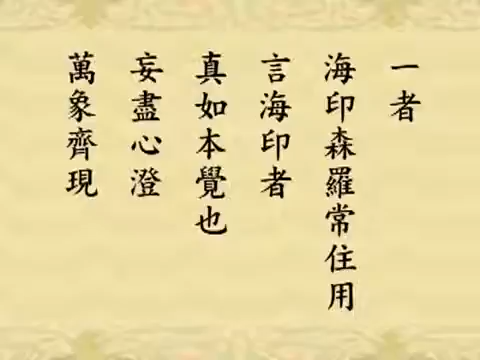 一者
海印森羅常住用
言海印者
真如本覺也
妄盡心澄
萬象齊現